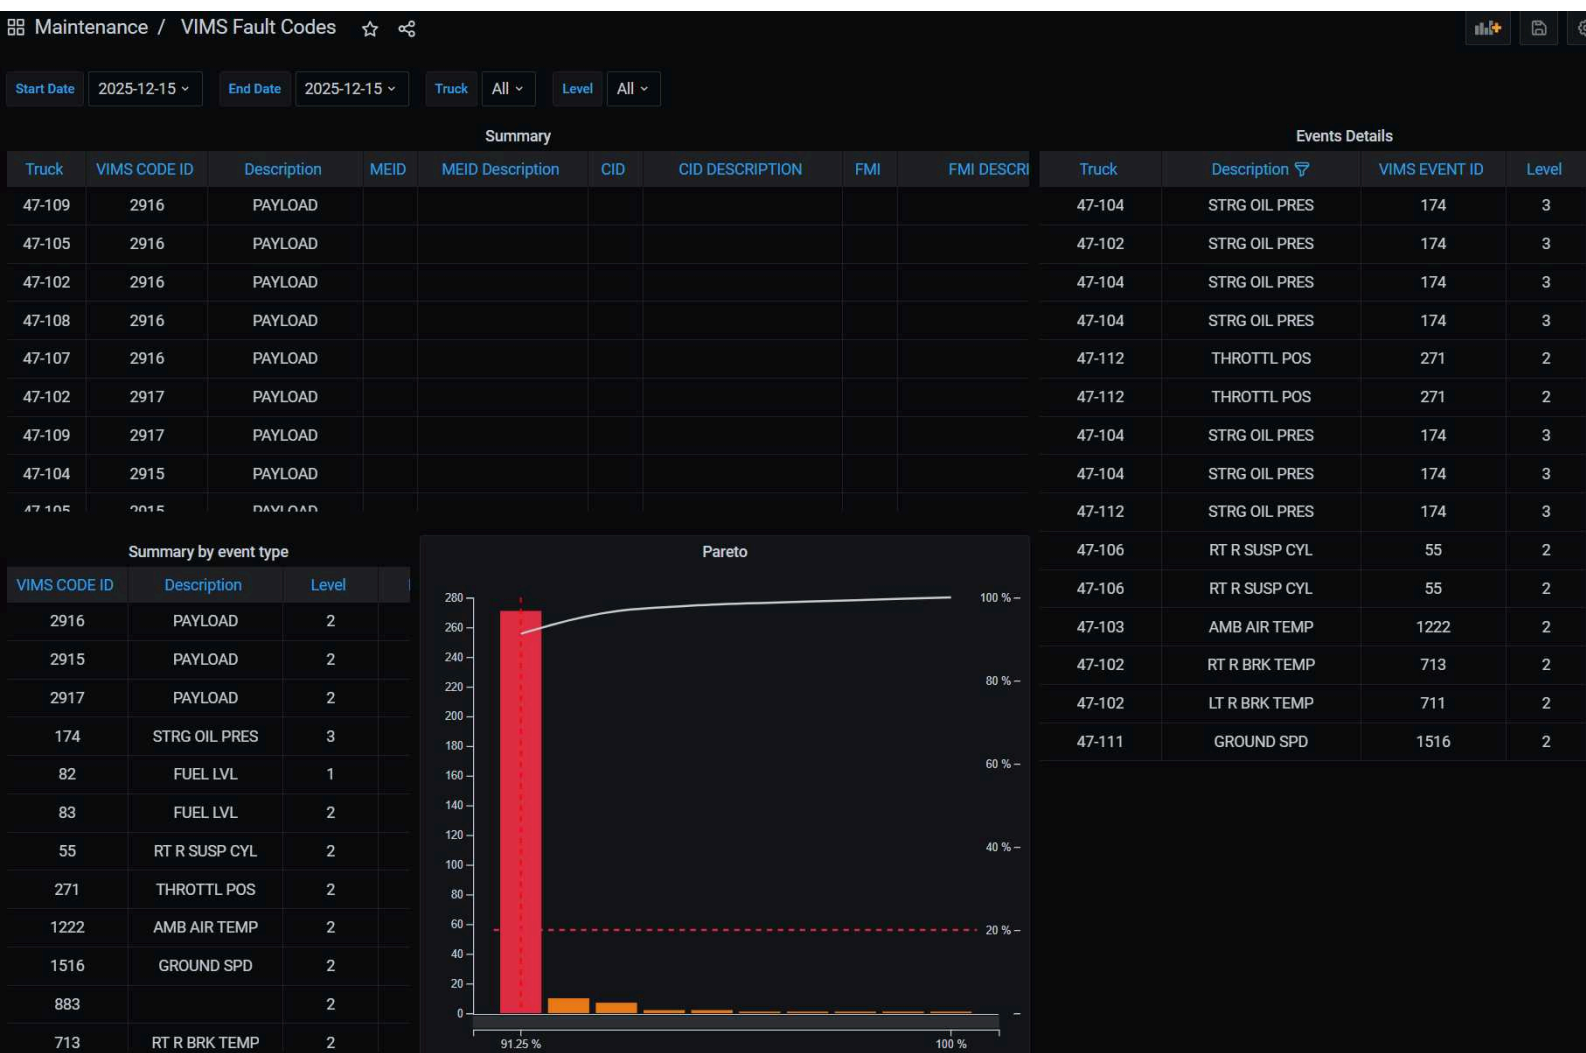 Maintenance / VIMS Fault Codes
Start Date 2025-12-15 End Date 2025-12-15 Truck All Level All
Summary
Truck VIMS CODE ID Description MEID MEID Description CID CID DESCRIPTION FMI FMI DESCRI
47-109 2916 PAYLOAD
47-105 2916 PAYLOAD
47-102 2916 PAYLOAD
47-108 2916 PAYLOAD
47-107 2916 PAYLOAD
47-102 2917 PAYLOAD
47-109 2917 PAYLOAD
47-104 2915 PAYLOAD
47-105 2915 PAYLOAD
Events Details
Truck Description VIMS EVENT ID Level
47-104 STRG OIL PRES 174 3
47-102 STRG OIL PRES 174 3
47-104 STRG OIL PRES 174 3
47-104 STRG OIL PRES 174 3
47-112 THROTTL POS 271 2
47-112 THROTTL POS 271 2
47-104 STRG OIL PRES 174 3
47-104 STRG OIL PRES 174 3
47-112 STRG OIL PRES 174 3
47-106 RT R SUSP CYL 55 2
47-106 RT R SUSP CYL 55 2
47-103 AMB AIR TEMP 1222 2
47-102 RT R BRK TEMP 713 2
47-102 LT R BRK TEMP 711 2
47-111 GROUND SPD 1516 2
Summary by event type
VIMS CODE ID Description Level
2916 PAYLOAD 2
2915 PAYLOAD 2
2917 PAYLOAD 2
174 STRG OIL PRES 3
82 FUEL LVL 1
83 FUEL LVL 2
55 RT R SUSP CYL 2
271 THROTTL POS 2
1222 AMB AIR TEMP 2
1516 GROUND SPD 2
883 2
713 RT R BRK TEMP 2
Pareto
280
260
240
220
200
180
160
140
120
100
80
60
40
20
0
100 %
80 %
60 %
40 %
20 %
91.25 % 100 %